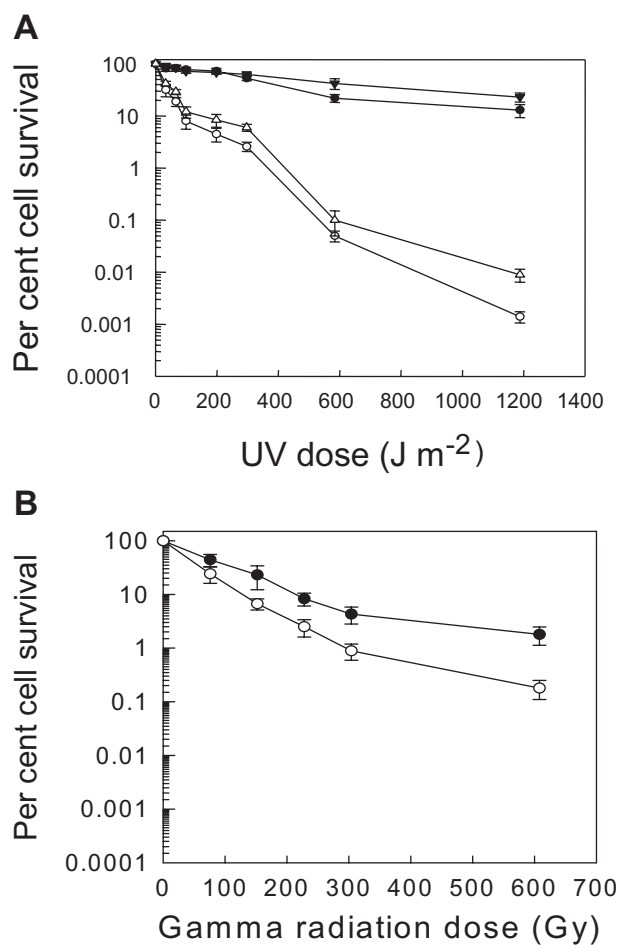 A
Per cent cell survival
100
10
1
0.1
0.01
0.001
0.0001
0 200 400 600 800 1000 1200 1400
UV dose (J m-2)
B
Per cent cell survival
100
10
1
0.1
0.01
0.001
0.0001
0 100 200 300 400 500 600 700
Gamma radiation dose (Gy)